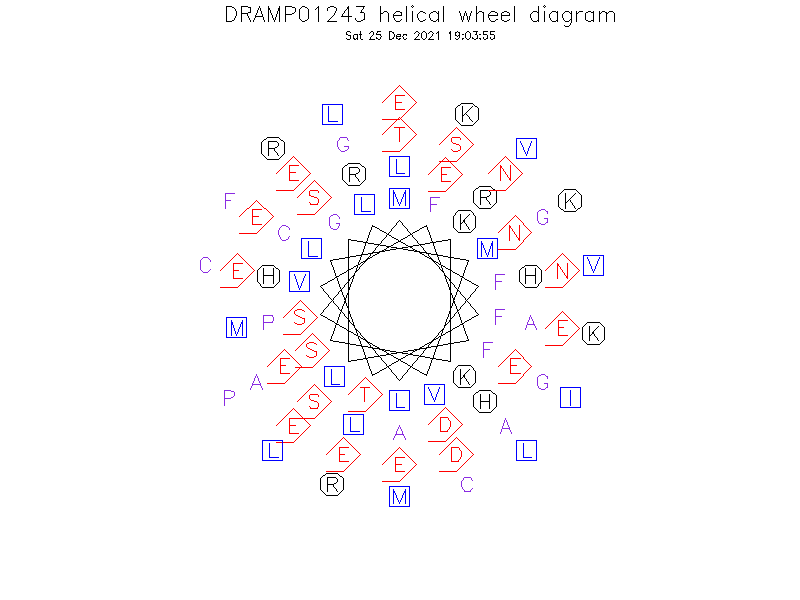 DRAMP01243 helical wheel diagram
Sat 25 Dec 2021 19:03:55
E
L K
T
G S
R V
L
E R E N
S M R
F L F K
E G
G K
C N
L M
C V
E N
H H
V F
S F
P A
M E
K
S F
E E
L K
A G
P T V I
S L H
E L D A
A
L L
E D
E
R C
M